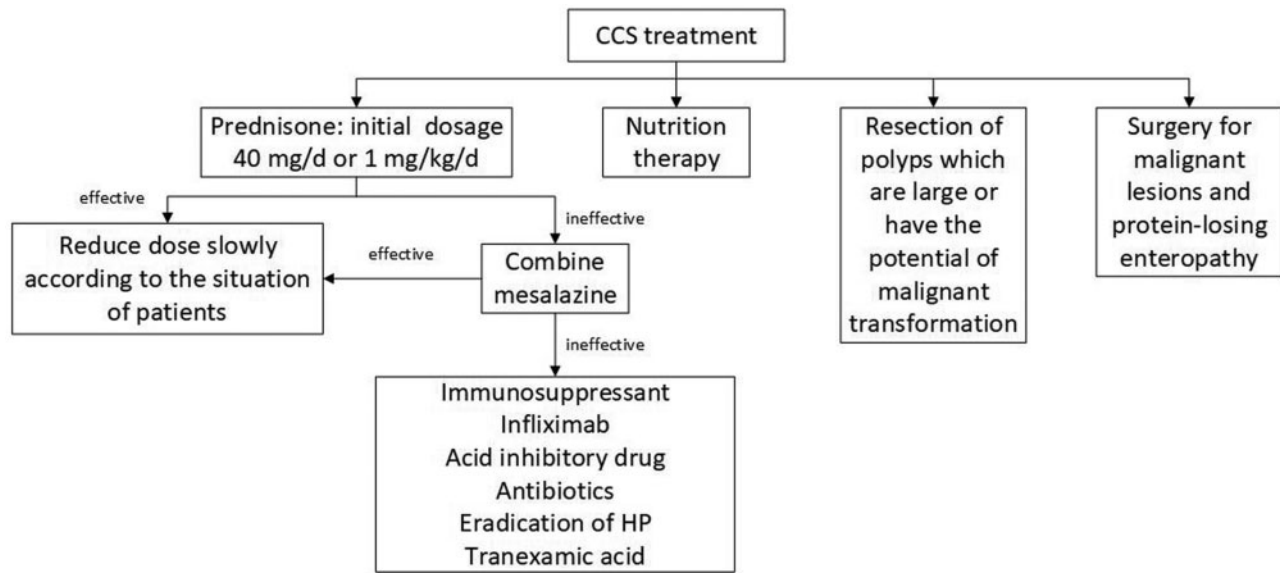 CCS treatment
Prednisone: initial dosage
40 mg/d or 1 mg/kg/d
Nutrition
therapy
Resection of
polyps which
are large or
have the
potential of
malignant
transformation
Surgery for
malignant
lesions and
protein-losing
enteropathy
effective
ineffective
Reduce dose slowly
according to the situation
of patients
effective
Combine
mesalazine
ineffective
Immunosuppressant
Infliximab
Acid inhibitory drug
Antibiotics
Eradication of HP
Tranexamic acid